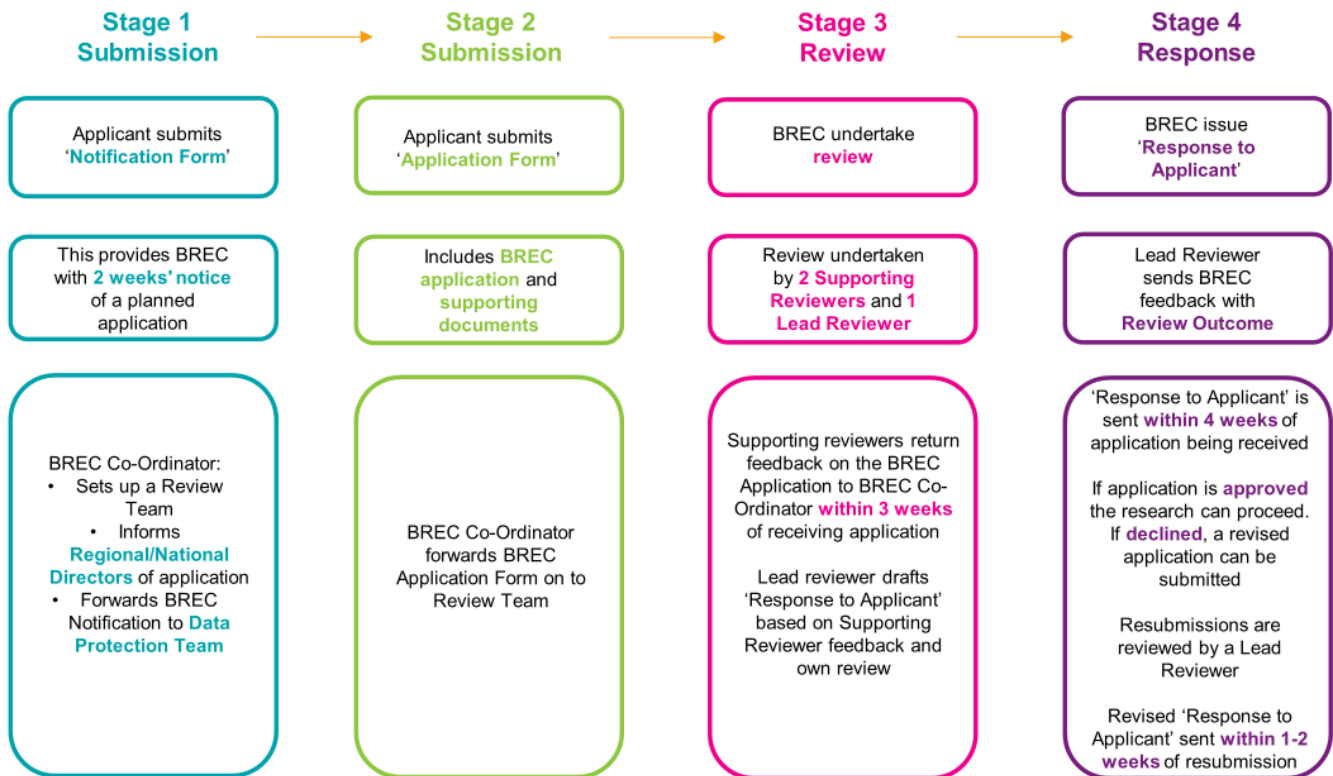 Stage 1
Submission
Stage 2
Submission
Stage 3
Review
Stage 4
Response
Applicant submits
‘Notification Form’
Applicant submits
‘Application Form’
BREC undertake
review
BREC issue
‘Response to
Applicant’
This provides BREC
with 2 weeks' notice
of a planned
application
Includes BREC
application and
supporting
documents
Review undertaken
by 2 Supporting
Reviewers and 1
Lead Reviewer
Lead Reviewer
sends BREC
feedback with
Review Outcome
BREC Co-Ordinator:
• Sets up a Review
Team
• Informs
Regional/National
Directors of application
• Forwards BREC
Notification to Data
Protection Team
BREC Co-Ordinator
forwards BREC
Application Form on to
Review Team
Supporting reviewers return
feedback on the BREC
Application to BREC Co-
Ordinator within 3 weeks
of receiving application
Lead reviewer drafts
‘Response to Applicant’
based on Supporting
Reviewer feedback and
own review
‘Response to Applicant’ is
sent within 4 weeks of
application being received
If application is approved
the research can proceed.
If declined, a revised
application can be
submitted
Resubmissions are
reviewed by a Lead
Reviewer
Revised ‘Response to
Applicant’ sent within 1-2
weeks of resubmission